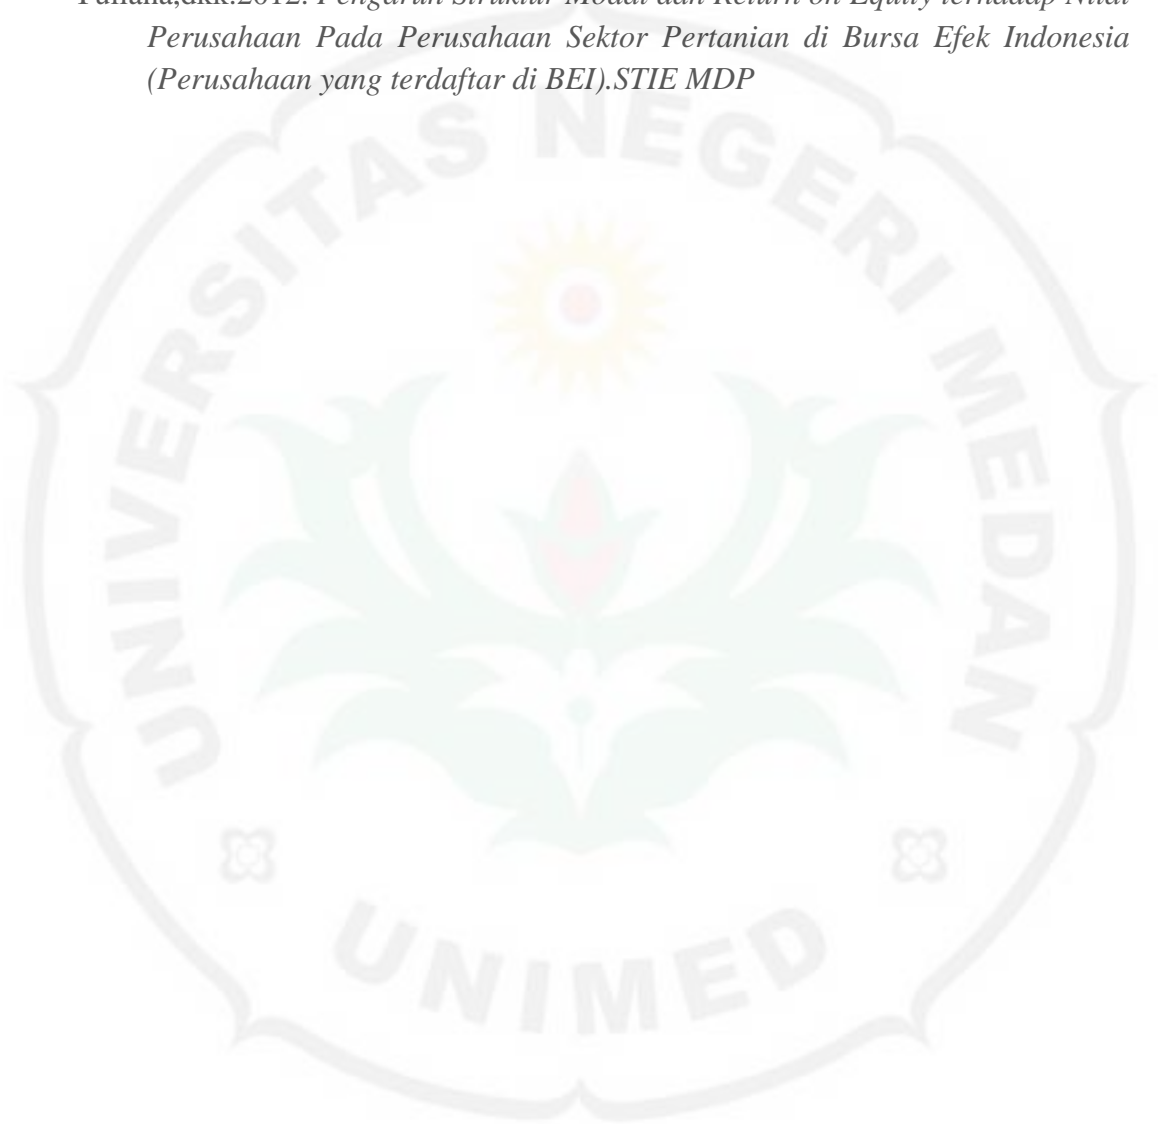 Yuliana,dkk.2012. Pengaruh Struktur Modal dan Return on Equity terhadap Nilai
Perusahaan Pada Perusahaan Sektor Pertanian di Bursa Efek Indonesia
(Perusahaan yang terdaftar di BEI).STIE MDP
UNIVERSITAS NEGERI MEDAN
UNIMED